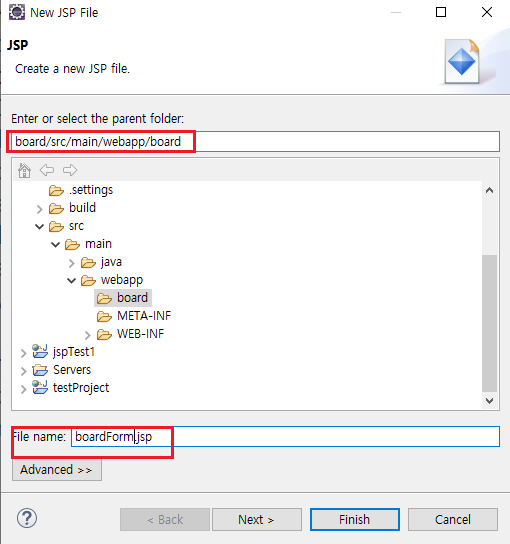 New JSP File
JSP
Create a new JSP file.
Enter or select the parent folder:
board/src/main/webapp/board
.settings
build
src
main
java
webapp
board
META-INF
WEB-INF
jspTest1
Servers
testProject
File name: boardForm.jsp
Advanced >>
? < Back Next > Finish Cancel